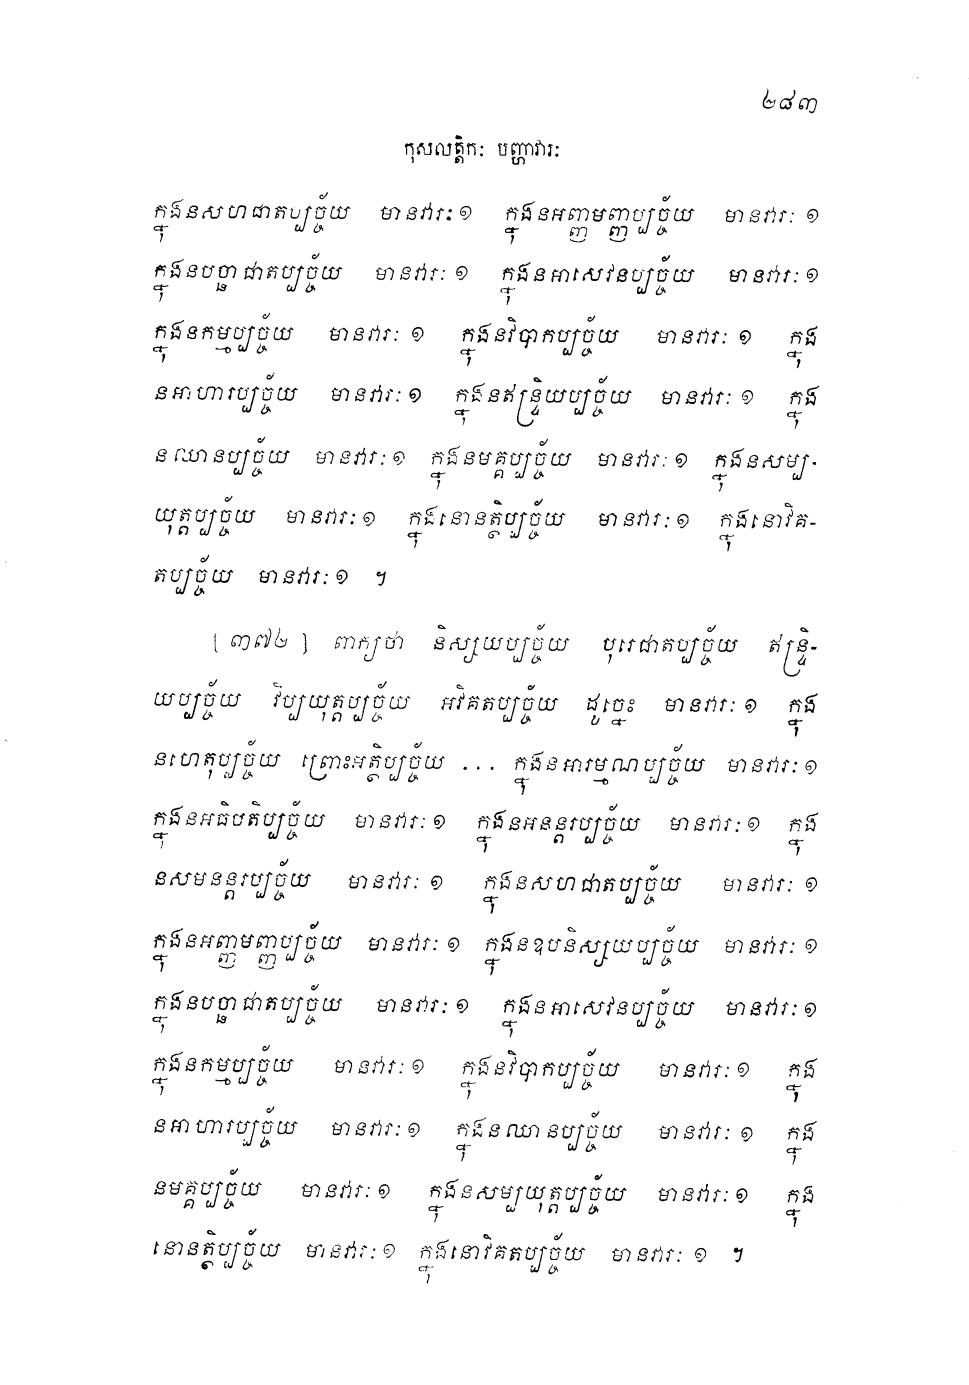 ២៨៣
កុសលត្តិកៈ បញ្ហាវារៈ
ក្នុងនសហជាតប្បច្ច័យ មានវារៈ ១ ក្នុងនអញ្ញមញ្ញប្បច្ច័យ មានវារៈ ១
ក្នុងនបច្ឆាជាតប្បច្ច័យ មានវារៈ ១ ក្នុងនអាសេវនប្បច្ច័យ មានវារៈ ១
ក្នុងនកម្មប្បច្ច័យ មានវារៈ ១ ក្នុងនវិបាកប្បច្ច័យ មានវារៈ ១ ក្នុង
នអាហារប្បច្ច័យ មានវារៈ ១ ក្នុងនឥន្ទ្រិយប្បច្ច័យ មានវារៈ ១ ក្នុង
នឈានប្បច្ច័យ មានវារៈ ១ ក្នុងនមគ្គប្បច្ច័យ មានវារៈ ១ ក្នុងនសម្ប-
យុត្តប្បច្ច័យ មានវារៈ ១ ក្នុងនោនត្ថិប្បច្ច័យ មានវារៈ ១ ក្នុងនោវិគ-
តប្បច្ច័យ មានវារៈ ១ ។
[ ៣៧២ ] ពាក្យថា និស្សយប្បច្ច័យ បុរេជាតប្បច្ច័យ ឥន្ទ្រិ-
យប្បច្ច័យ វិប្បយុត្តប្បច្ច័យ អវិគតប្បច្ច័យ ដូច្នេះ មានវារៈ ១ ក្នុង
នហេតុប្បច្ច័យ ព្រោះអត្ថិប្បច្ច័យ ... ក្នុងនអារម្មណប្បច្ច័យ មានវារៈ ១
ក្នុងនអធិបតិប្បច្ច័យ មានវារៈ ១ ក្នុងនអនន្តរប្បច្ច័យ មានវារៈ ១ ក្នុង
នសមនន្តរប្បច្ច័យ មានវារៈ ១ ក្នុងនសហជាតប្បច្ច័យ មានវារៈ ១
ក្នុងនអញ្ញមញ្ញប្បច្ច័យ មានវារៈ ១ ក្នុងនឧបនិស្សយប្បច្ច័យ មានវារៈ ១
ក្នុងនបច្ឆាជាតប្បច្ច័យ មានវារៈ ១ ក្នុងនអាសេវនប្បច្ច័យ មានវារៈ ១
ក្នុងនកម្មប្បច្ច័យ មានវារៈ ១ ក្នុងនវិបាកប្បច្ច័យ មានវារៈ ១ ក្នុង
នអាហារប្បច្ច័យ មានវារៈ ១ ក្នុងនឈានប្បច្ច័យ មានវារៈ ១ ក្នុង
នមគ្គប្បច្ច័យ មានវារៈ ១ ក្នុងនសម្បយុត្តប្បច្ច័យ មានវារៈ ១ ក្នុង
នោនត្ថិប្បច្ច័យ មានវារៈ ១ ក្នុងនោវិគតប្បច្ច័យ មានវារៈ ១ ។